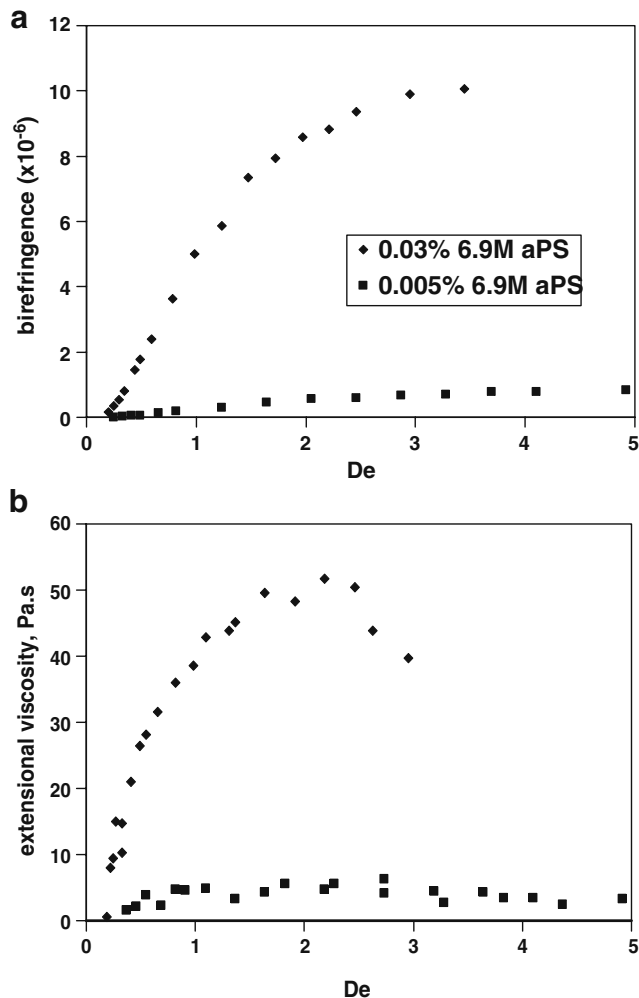 a
12
10
8
6
4
2
0
birefringence (x10⁻⁶)
◆ 0.03% 6.9M aPS
■ 0.005% 6.9M aPS
0 1 2 3 4 5
De
b
60
50
40
30
20
10
0
extensional viscosity, Pa.s
0 1 2 3 4 5
De